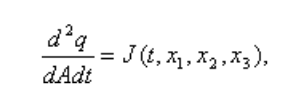 d²q/dAdt = J(t, x₁, x₂, x₃),